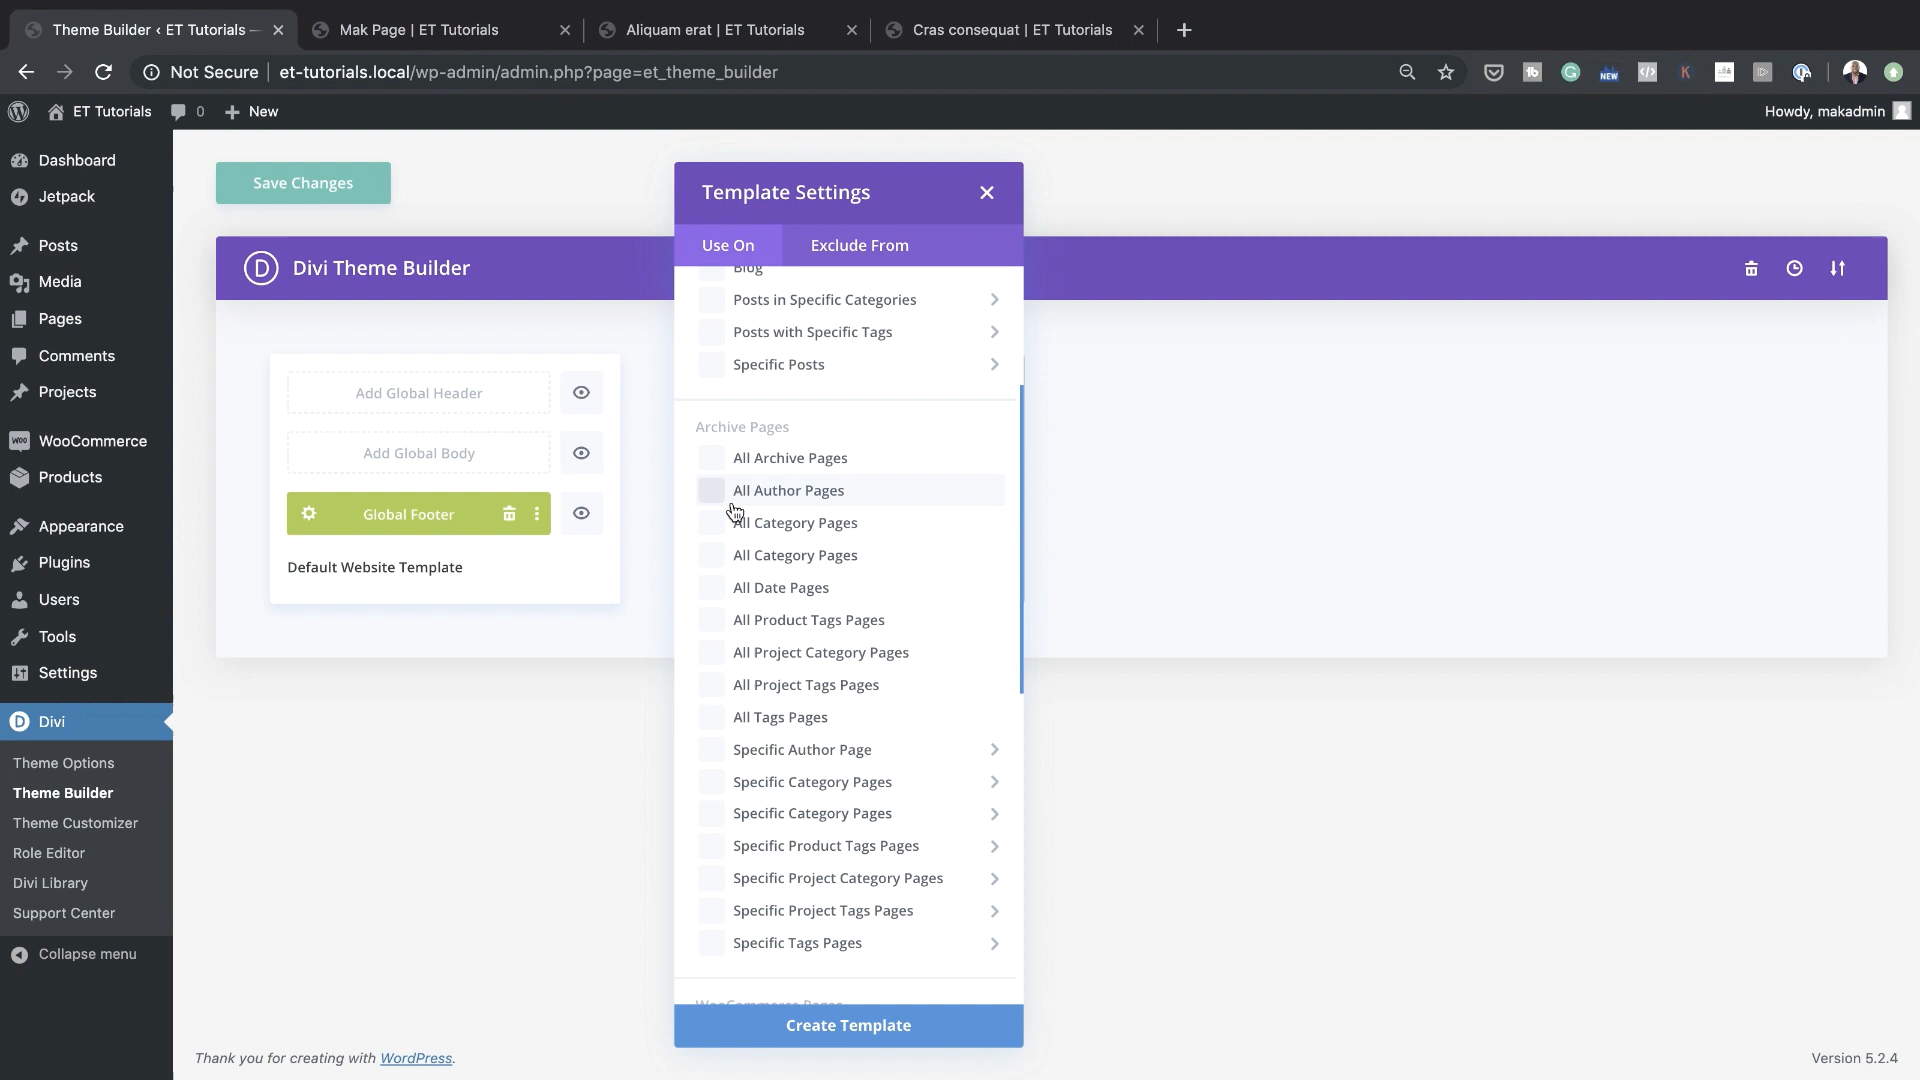 Theme Builder ‹ ET Tutorials —
Mak Page | ET Tutorials
Aliquam erat | ET Tutorials
Cras consequat | ET Tutorials
Not Secure
et-tutorials.local/wp-admin/admin.php?page=et_theme_builder
NEW
ET Tutorials
0
New
Howdy, makadmin
Dashboard
Jetpack
Posts
Media
Pages
Comments
Projects
WooCommerce
Products
Appearance
Plugins
Users
Tools
Settings
Divi
Theme Options
Theme Builder
Theme Customizer
Role Editor
Divi Library
Support Center
Collapse menu
Save Changes
Divi Theme Builder
Add Global Header
Add Global Body
Global Footer
Default Website Template
Template Settings
Use On
Exclude From
Blog
Posts in Specific Categories
Posts with Specific Tags
Specific Posts
Archive Pages
All Archive Pages
All Author Pages
All Category Pages
All Category Pages
All Date Pages
All Product Tags Pages
All Project Category Pages
All Project Tags Pages
All Tags Pages
Specific Author Page
Specific Category Pages
Specific Category Pages
Specific Product Tags Pages
Specific Project Category Pages
Specific Project Tags Pages
Specific Tags Pages
WooCommerce Pages
Create Template
Thank you for creating with WordPress.
Version 5.2.4